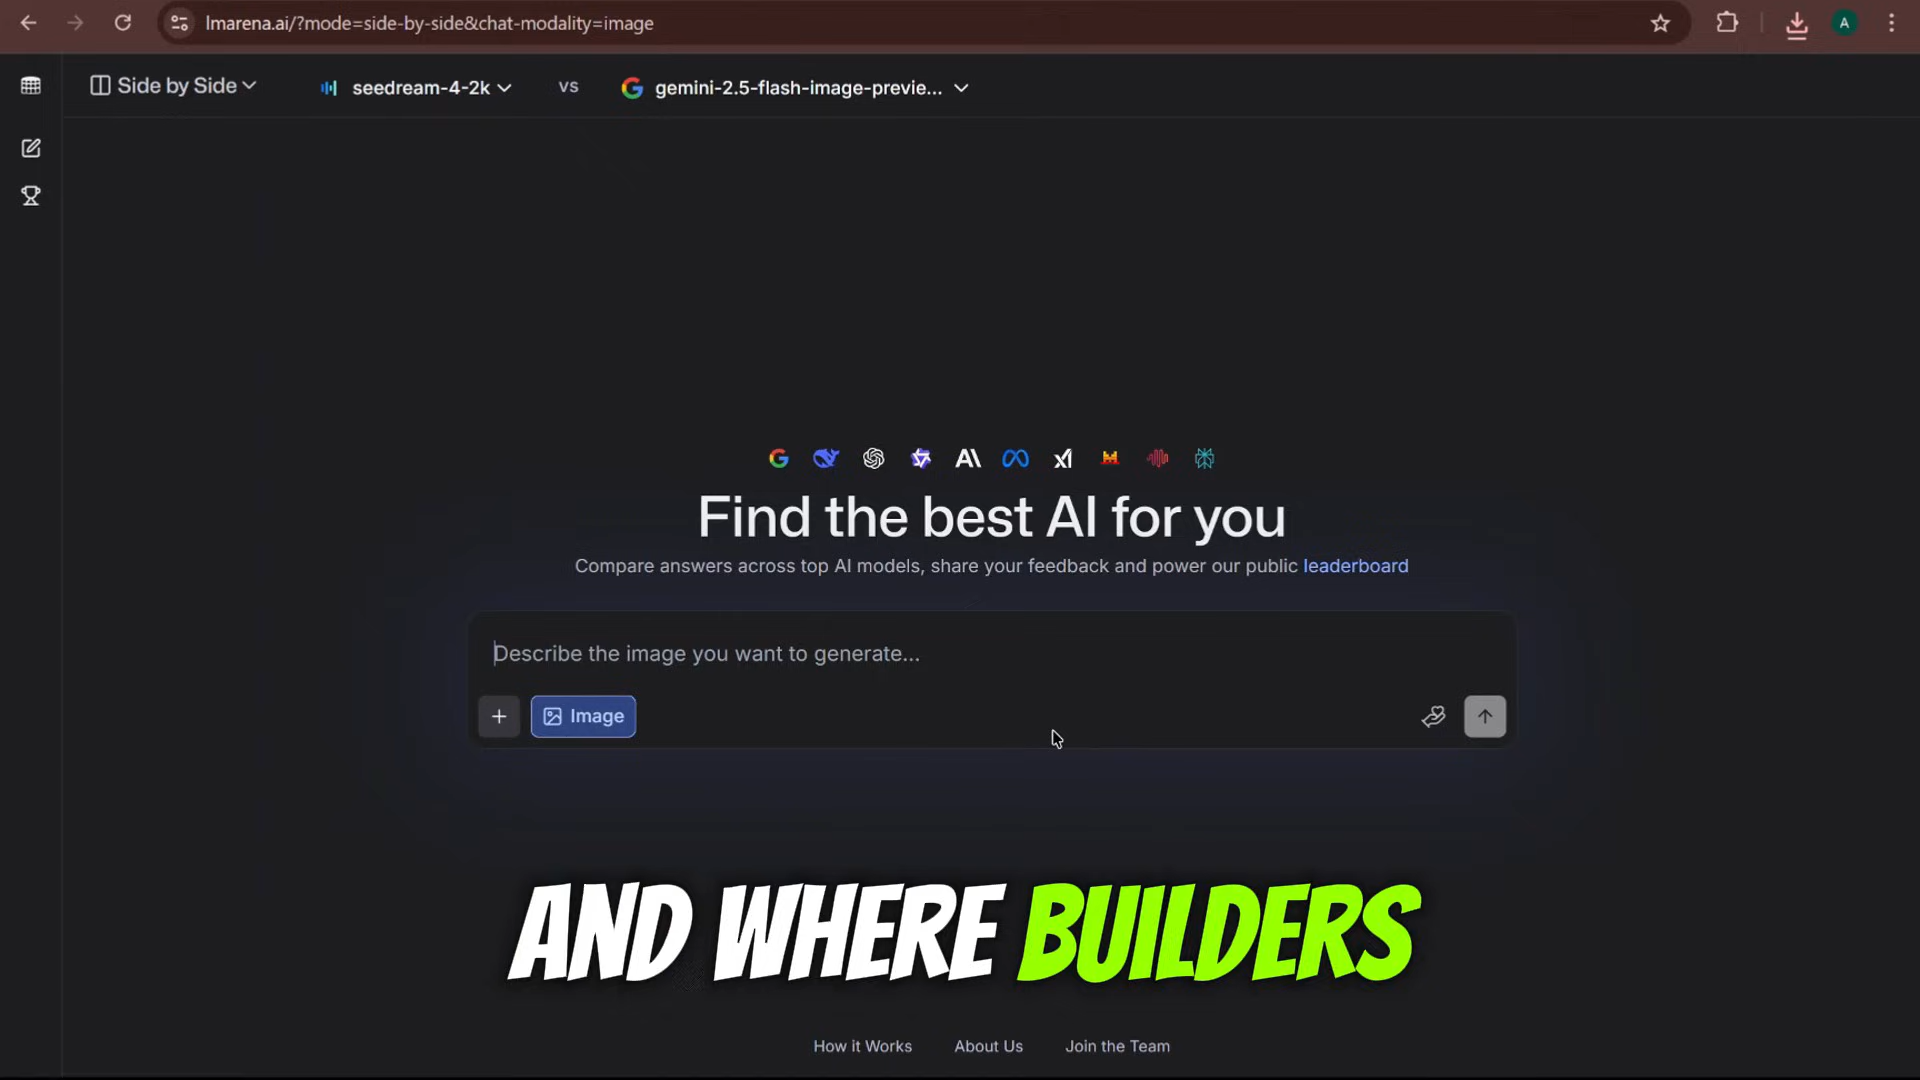 lmarena.ai/?mode=side-by-side&chat-modality=image
A
Side by Side
seedream-4-2k
VS
gemini-2.5-flash-image-previe...
Find the best AI for you
Compare answers across top AI models, share your feedback and power our public leaderboard
Describe the image you want to generate...
Image
AND WHERE BUILDERS
How it Works
About Us
Join the Team